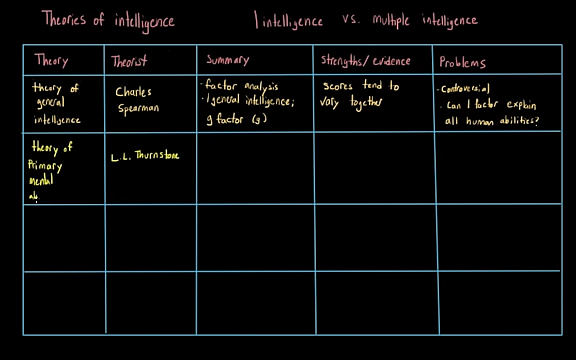 Theories of intelligence
1 intelligence vs. multiple intelligence
Theory
Theorist
Summary
Strengths/evidence
Problems
theory of
general
intelligence
Charles
Spearman
· factor analysis
· 1 general intelligence;
g factor (g)
scores tend to
vary together
· Controversial
· Can 1 factor explain
all human abilities?
theory of
Primary
mental
ab
L.L. Thurnstone